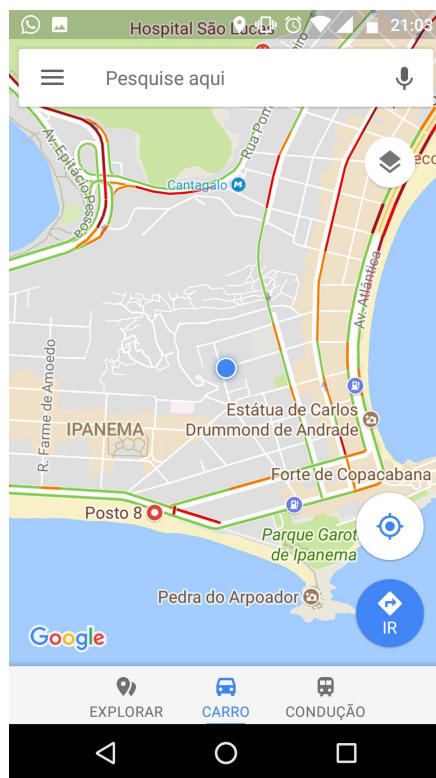 Hospital São Lucas
21:03
Pesquise aqui
Rua Pom
Av. Epitácio Pessoa
Cantagalo
Av. Atlântica
R. Farme de Amoedo
Estátua de Carlos
Drummond de Andrade
IPANEMA
Forte de Copacabana
Posto 8
Parque Garot
de Ipanema
Pedra do Arpoador
IR
Google
EXPLORAR
CARRO
CONDUÇÃO